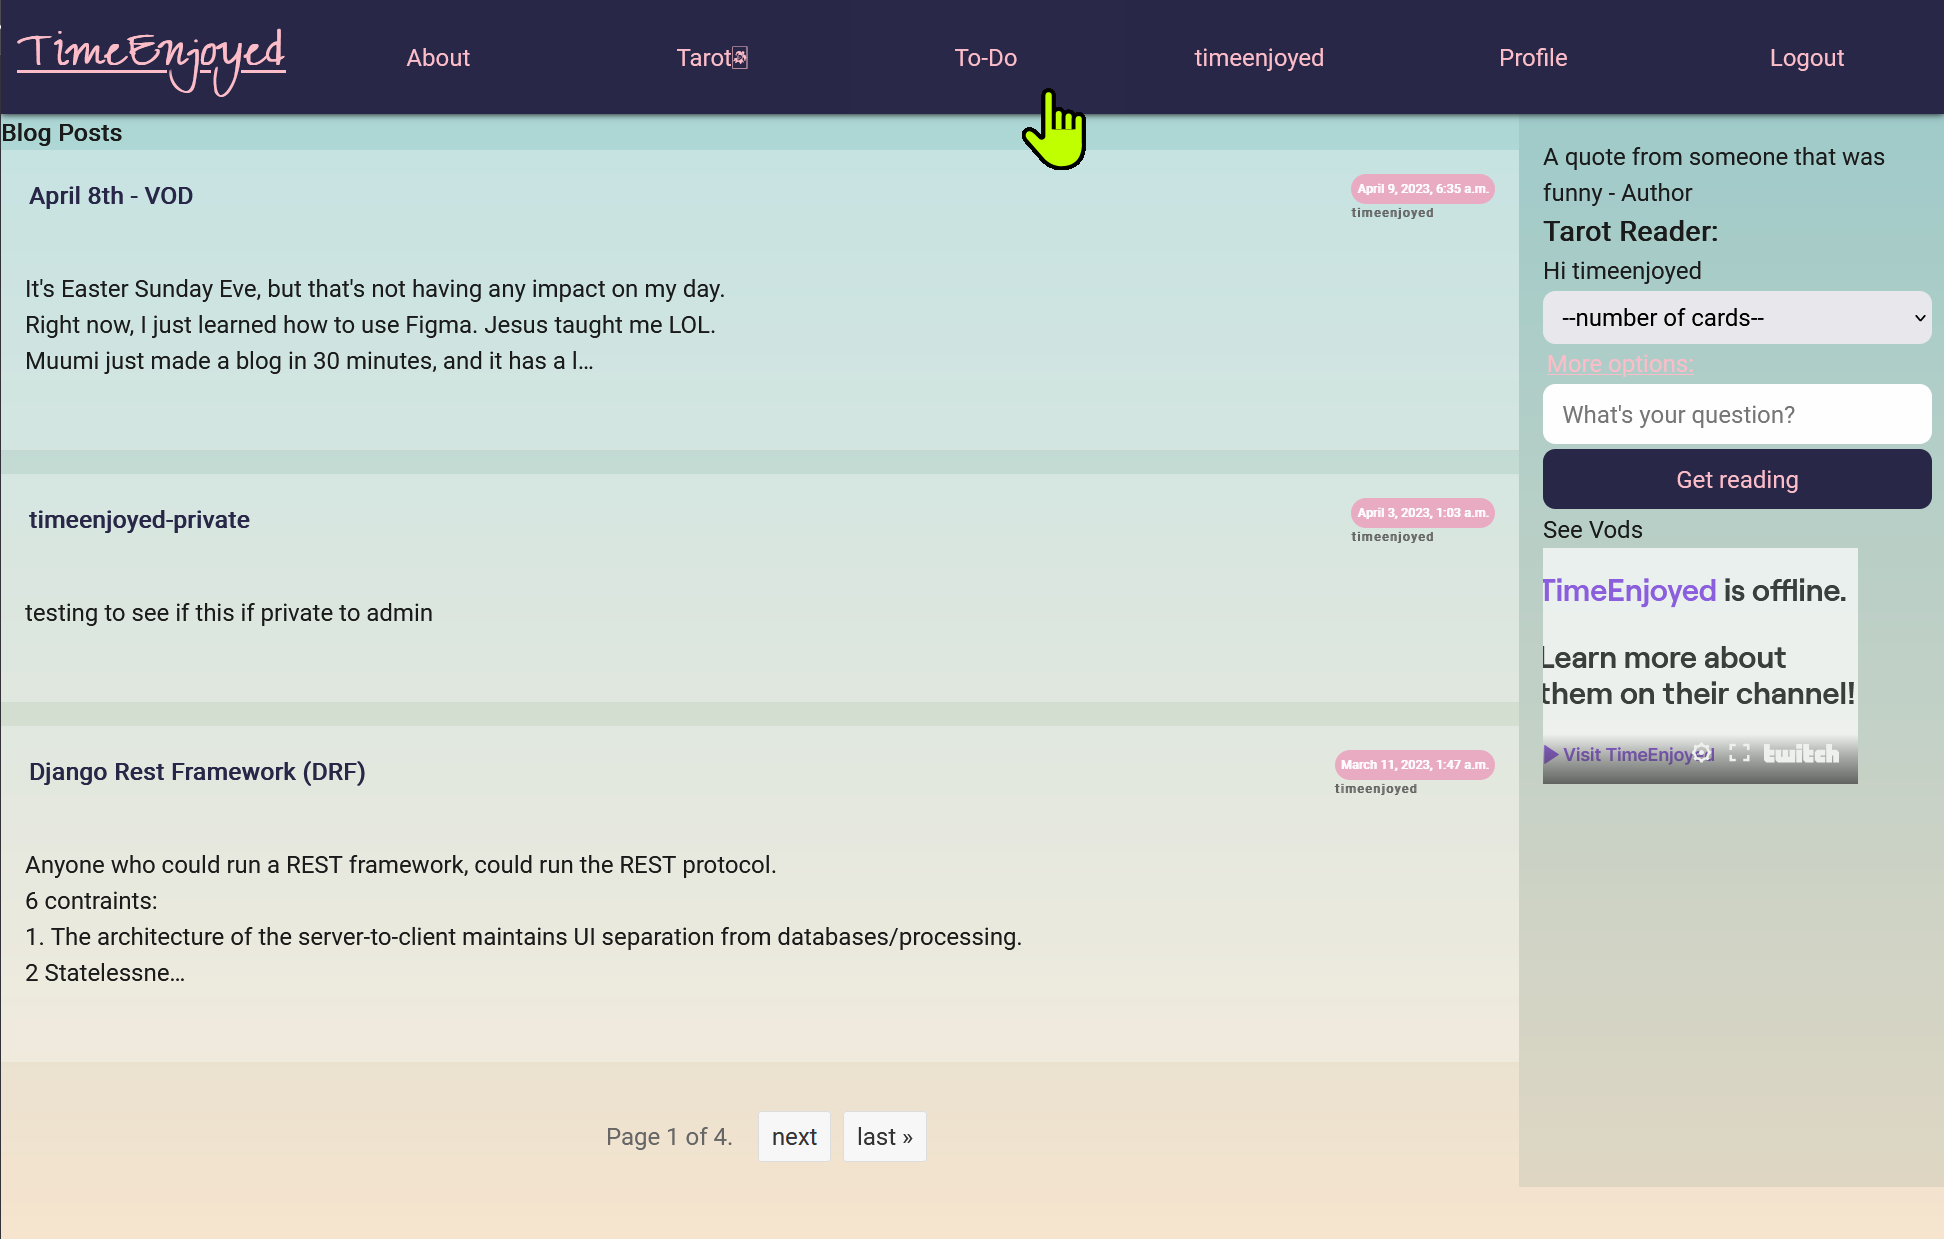 TimeEnjoyed
About
Tarot
To-Do
timeenjoyed
Profile
Logout
Blog Posts
April 8th - VOD
April 9, 2023, 6:35 a.m.
timeenjoyed
It's Easter Sunday Eve, but that's not having any impact on my day.
Right now, I just learned how to use Figma. Jesus taught me LOL.
Muumi just made a blog in 30 minutes, and it has a l...
timeenjoyed-private
April 3, 2023, 1:03 a.m.
timeenjoyed
testing to see if this if private to admin
Django Rest Framework (DRF)
March 11, 2023, 1:47 a.m.
timeenjoyed
Anyone who could run a REST framework, could run the REST protocol.
6 contraints:
1. The architecture of the server-to-client maintains UI separation from databases/processing.
2 Statelessne...
Page 1 of 4.
next
last »
A quote from someone that was
funny - Author
Tarot Reader:
Hi timeenjoyed
--number of cards--
More options:
What's your question?
Get reading
See Vods
TimeEnjoyed is offline.
Learn more about
them on their channel!
Visit TimeEnjoyed
twitch